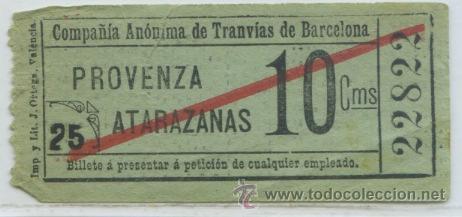 Compañía Anónima de Tranvías de Barcelona
PROVENZA
ATARAZANAS
10 Cms
25
Billete á presentar á petición de cualquier empleado.
Imp y Lit. J. Ortega. Valencia.
22822
todocoleccion.net